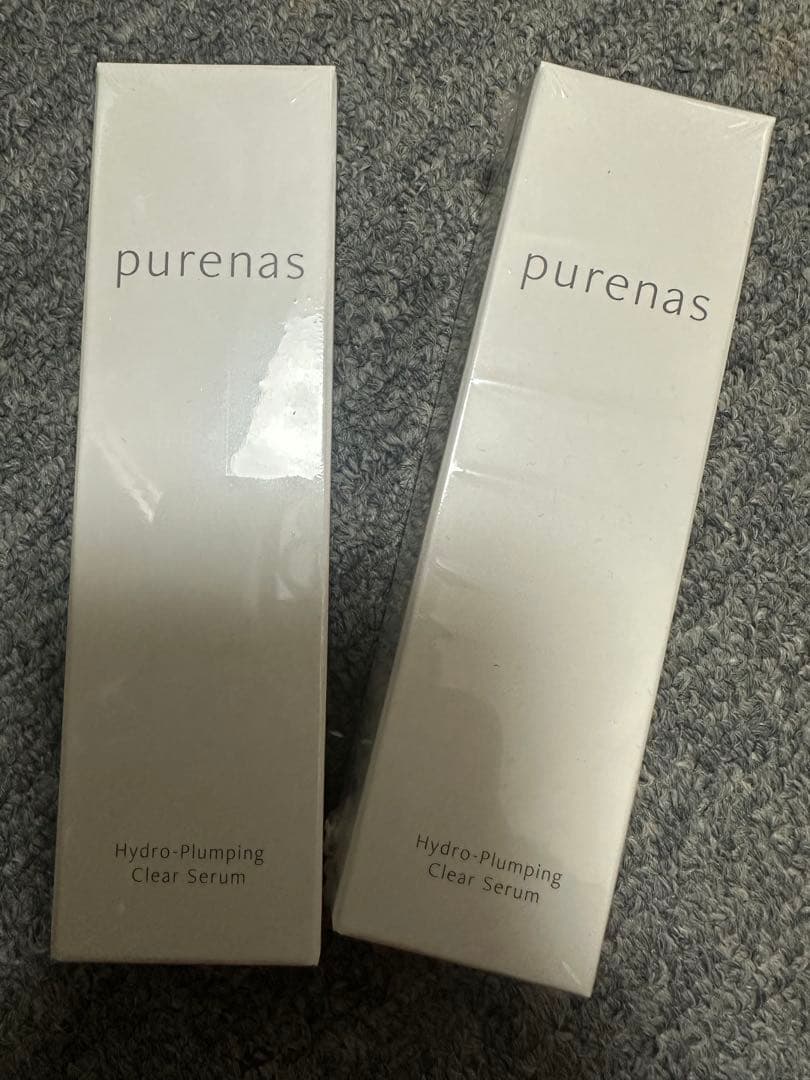 purenas
Hydro-Plumping
Clear Serum
purenas
Hydro-Plumping
Clear Serum